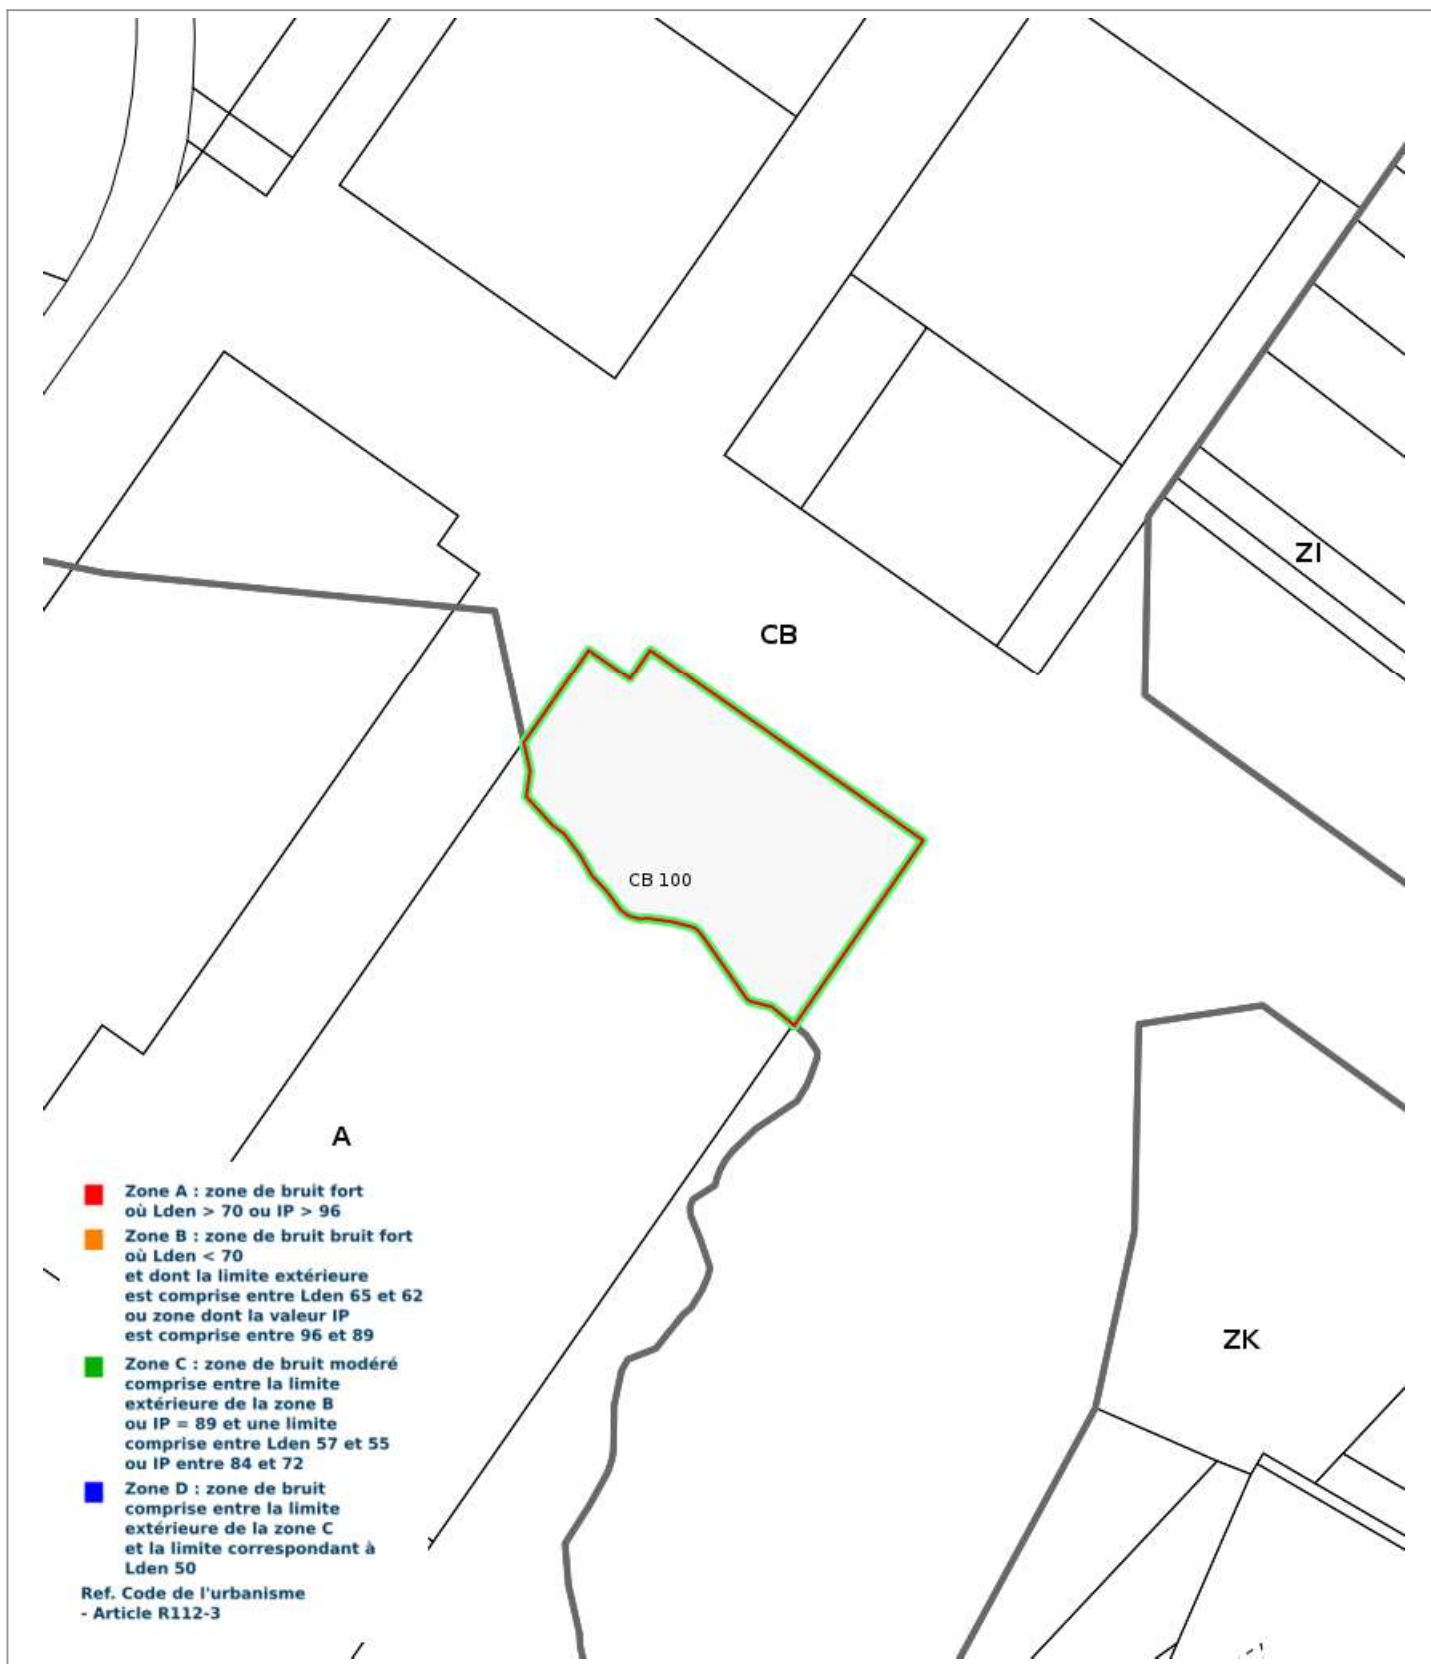 ZI
CB
CB 100
A
Zone A : zone de bruit fort
où Lden > 70 ou IP > 96
Zone B : zone de bruit bruit fort
où Lden < 70
et dont la limite extérieure
est comprise entre Lden 65 et 62
ou zone dont la valeur IP
est comprise entre 96 et 89
Zone C : zone de bruit modéré
comprise entre la limite
extérieure de la zone B
ou IP = 89 et une limite
comprise entre Lden 57 et 55
ou IP entre 84 et 72
Zone D : zone de bruit
comprise entre la limite
extérieure de la zone C
et la limite correspondant à
Lden 50
Ref. Code de l'urbanisme
- Article R112-3
ZK